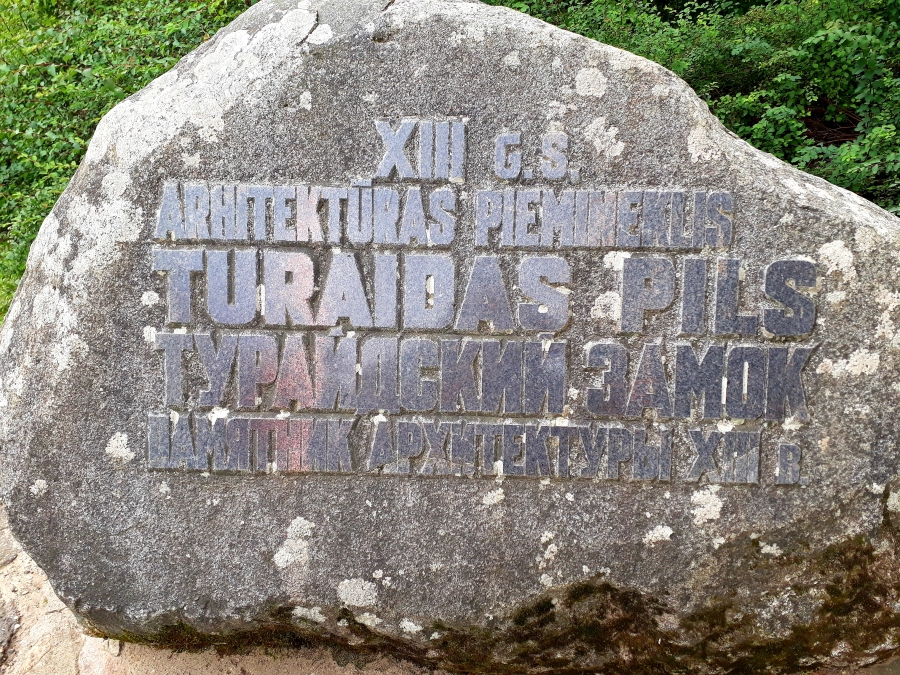 XIII G.S.
ARHITEKTŪRAS PIEMINEKLIS
TURAIDAS PILS
ТУРАЙДСКИЙ ЗАМОК
ПАМЯТНИК АРХИТЕКТУРЫ XIII В.